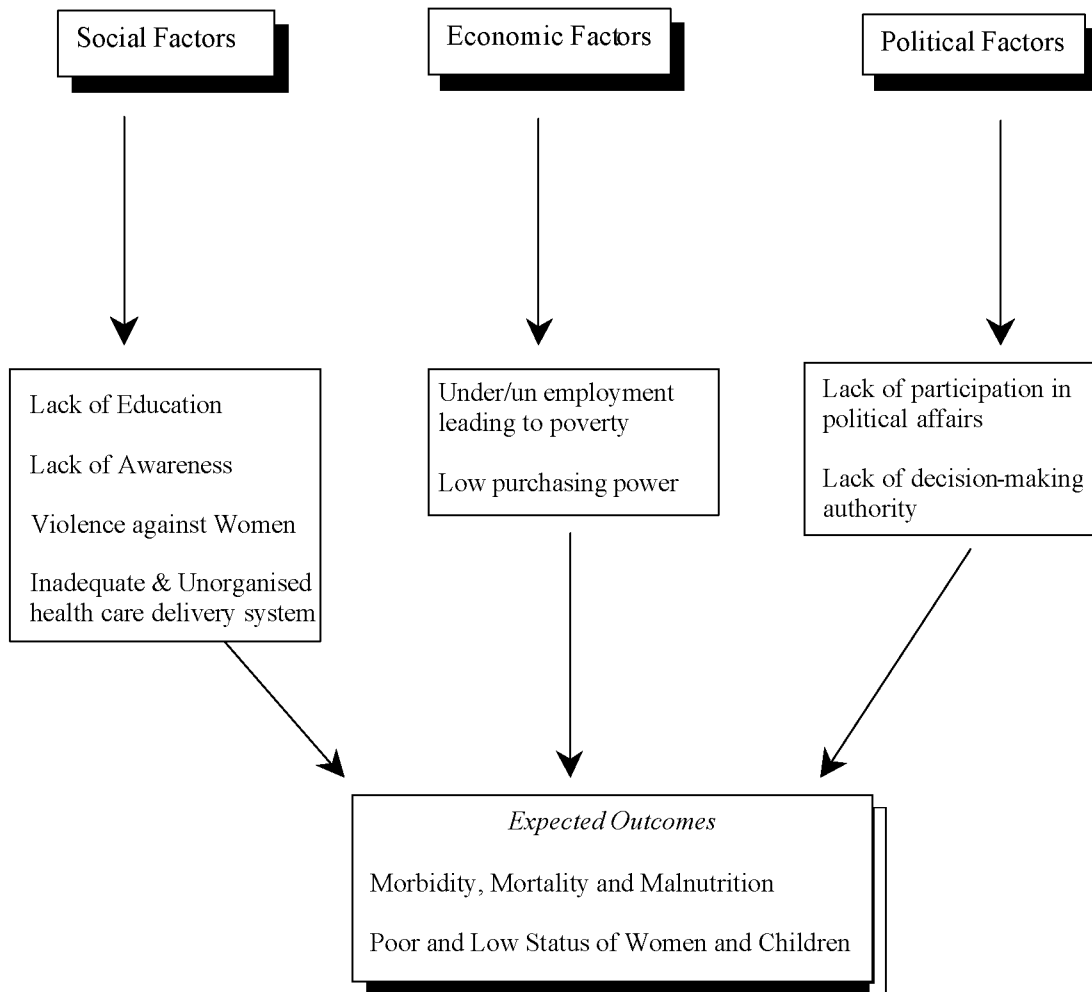 Social Factors
Economic Factors
Political Factors
Lack of Education
Lack of Awareness
Violence against Women
Inadequate & Unorganised
health care delivery system
Under/un employment
leading to poverty
Low purchasing power
Lack of participation in
political affairs
Lack of decision-making
authority
Expected Outcomes
Morbidity, Mortality and Malnutrition
Poor and Low Status of Women and Children